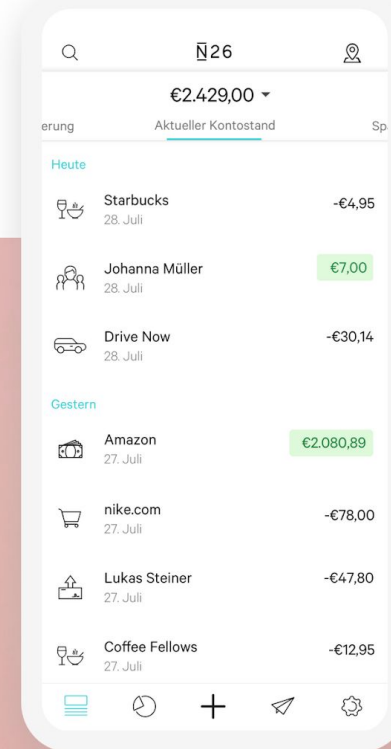 N26
€2.429,00
erung Aktueller Kontostand Sp
Heute
Starbucks -€4,95
28. Juli
Johanna Müller €7,00
28. Juli
Drive Now -€30,14
28. Juli
Gestern
Amazon €2.080,89
27. Juli
nike.com -€78,00
27. Juli
Lukas Steiner -€47,80
27. Juli
Coffee Fellows -€12,95
27. Juli